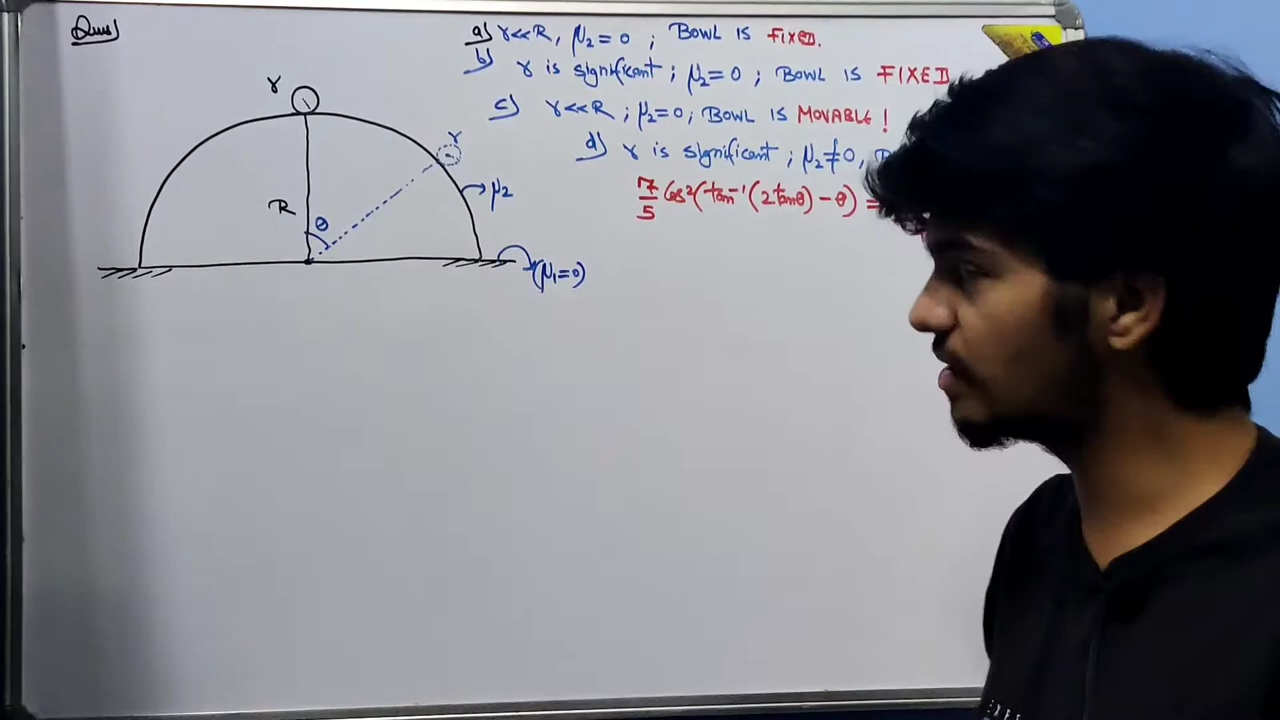 Ques)
a) r<<R, μ₂ = 0 ; BOWL IS FIXED.
b) r is significant ; μ₂ = 0 ; BOWL IS FIXED
c) r<<R ; μ₂ = 0; BOWL IS MOVABLE!
d) r is significant ; μ₂ ≠ 0,
7/5 cos²(tan⁻¹(2tanθ) - θ) =
r
r
R
θ
μ₂
(μ₁ = 0)